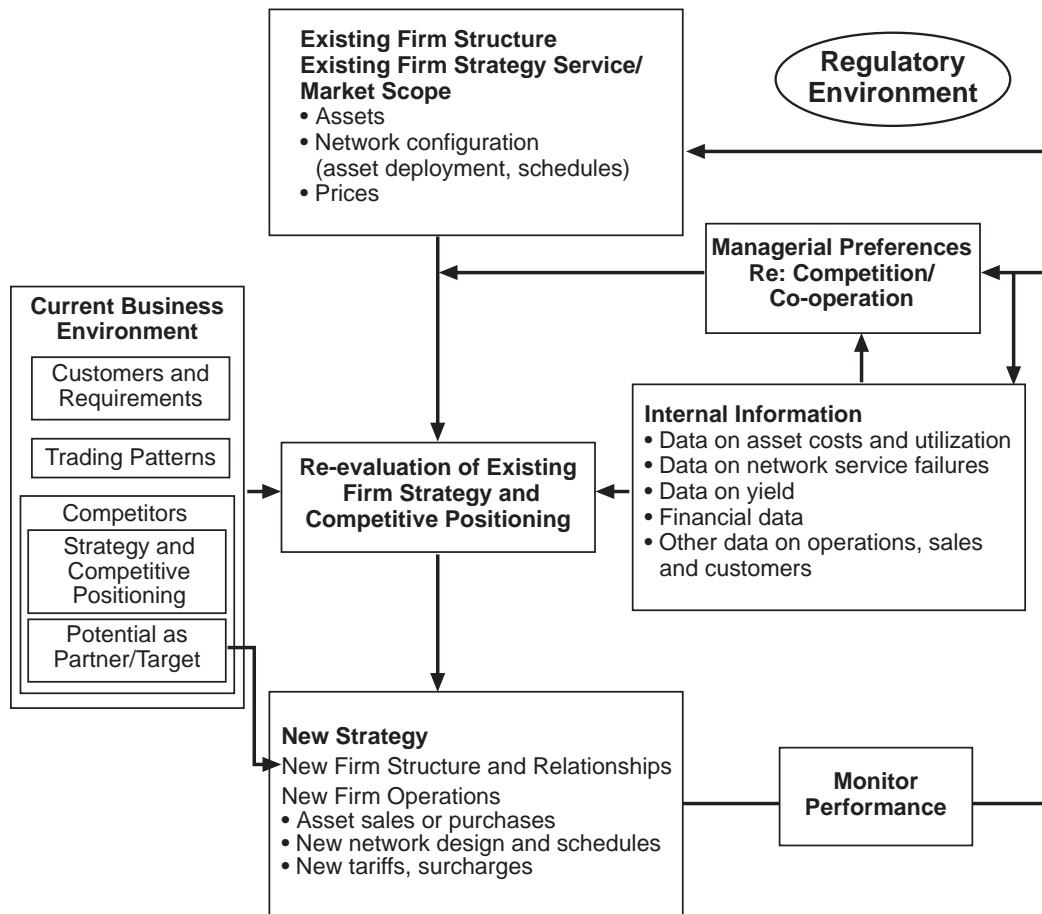 Existing Firm Structure
Existing Firm Strategy Service/
Market Scope
• Assets
• Network configuration
(asset deployment, schedules)
• Prices
Regulatory
Environment
Managerial Preferences
Re: Competition/
Co-operation
Current Business
Environment
Customers and
Requirements
Trading Patterns
Competitors
Strategy and
Competitive
Positioning
Potential as
Partner/Target
Re-evaluation of Existing
Firm Strategy and
Competitive Positioning
Internal Information
• Data on asset costs and utilization
• Data on network service failures
• Data on yield
• Financial data
• Other data on operations, sales
and customers
New Strategy
New Firm Structure and Relationships
New Firm Operations
• Asset sales or purchases
• New network design and schedules
• New tariffs, surcharges
Monitor
Performance